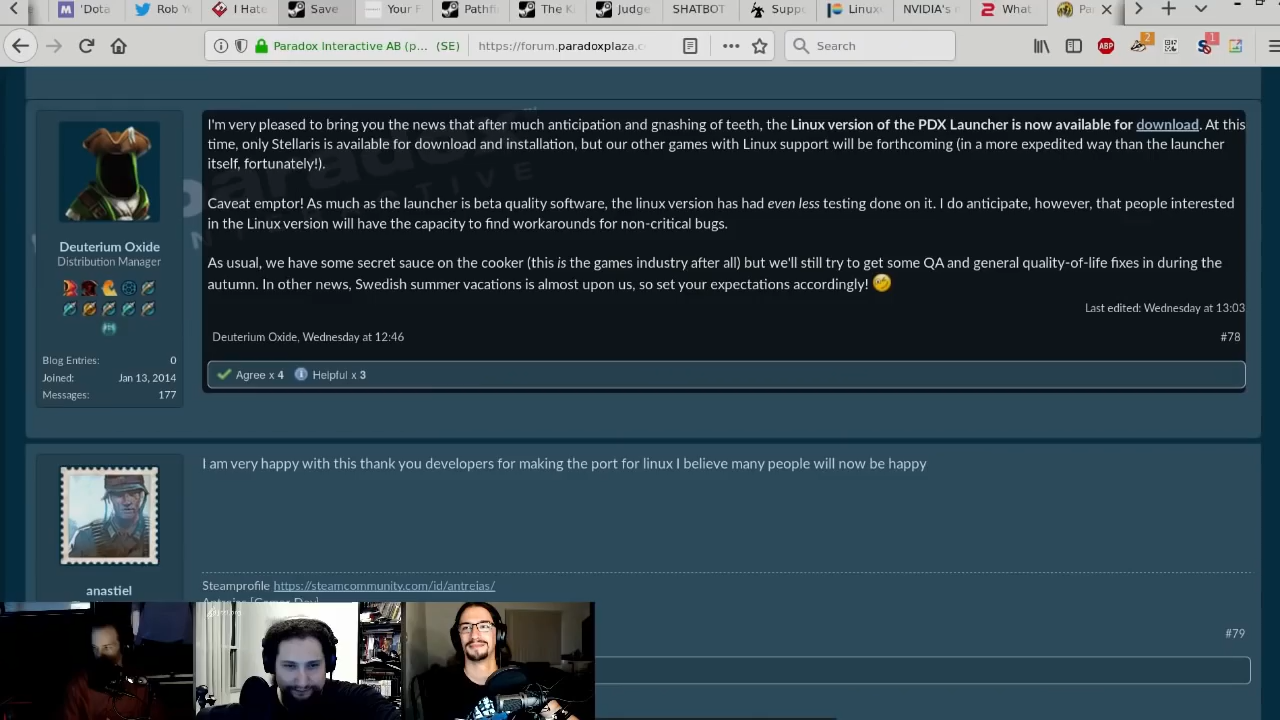 'Dota
Rob Y
I Hate
Save
Your F
Pathfi
The K
Judge
SHATBOT
Suppo
Linux
NVIDIA's
What
Pa
Paradox Interactive AB (p... (SE)
https://forum.paradoxplaza.c
Search
ABP
2
1
I'm very pleased to bring you the news that after much anticipation and gnashing of teeth, the Linux version of the PDX Launcher is now available for download. At this
time, only Stellaris is available for download and installation, but our other games with Linux support will be forthcoming (in a more expedited way than the launcher
itself, fortunately!).
Caveat emptor! As much as the launcher is beta quality software, the linux version has had even less testing done on it. I do anticipate, however, that people interested
in the Linux version will have the capacity to find workarounds for non-critical bugs.
As usual, we have some secret sauce on the cooker (this is the games industry after all) but we'll still try to get some QA and general quality-of-life fixes in during the
autumn. In other news, Swedish summer vacations is almost upon us, so set your expectations accordingly!
Last edited: Wednesday at 13:03
Deuterium Oxide, Wednesday at 12:46
#78
Agree x 4
Helpful x 3
Deuterium Oxide
Distribution Manager
Blog Entries: 0
Joined: Jan 13, 2014
Messages: 177
I am very happy with this thank you developers for making the port for linux I believe many people will now be happy
anastiel
Steamprofile https://steamcommunity.com/id/antreias/
#79